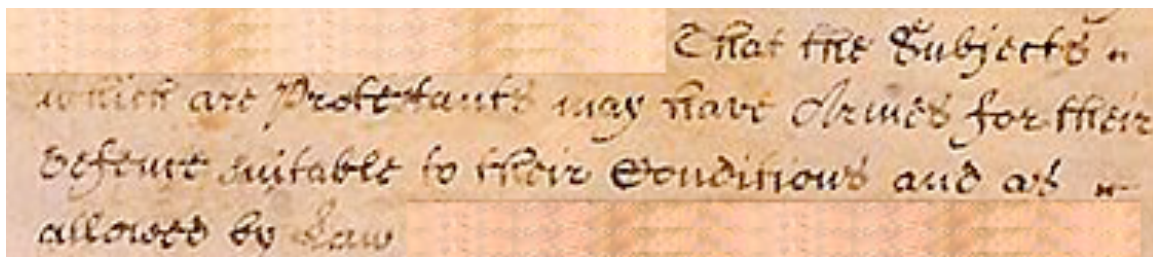 That the Subjects
which are Protestants may have Armes for their
defence suitable to their Conditions and as
allowed by Law